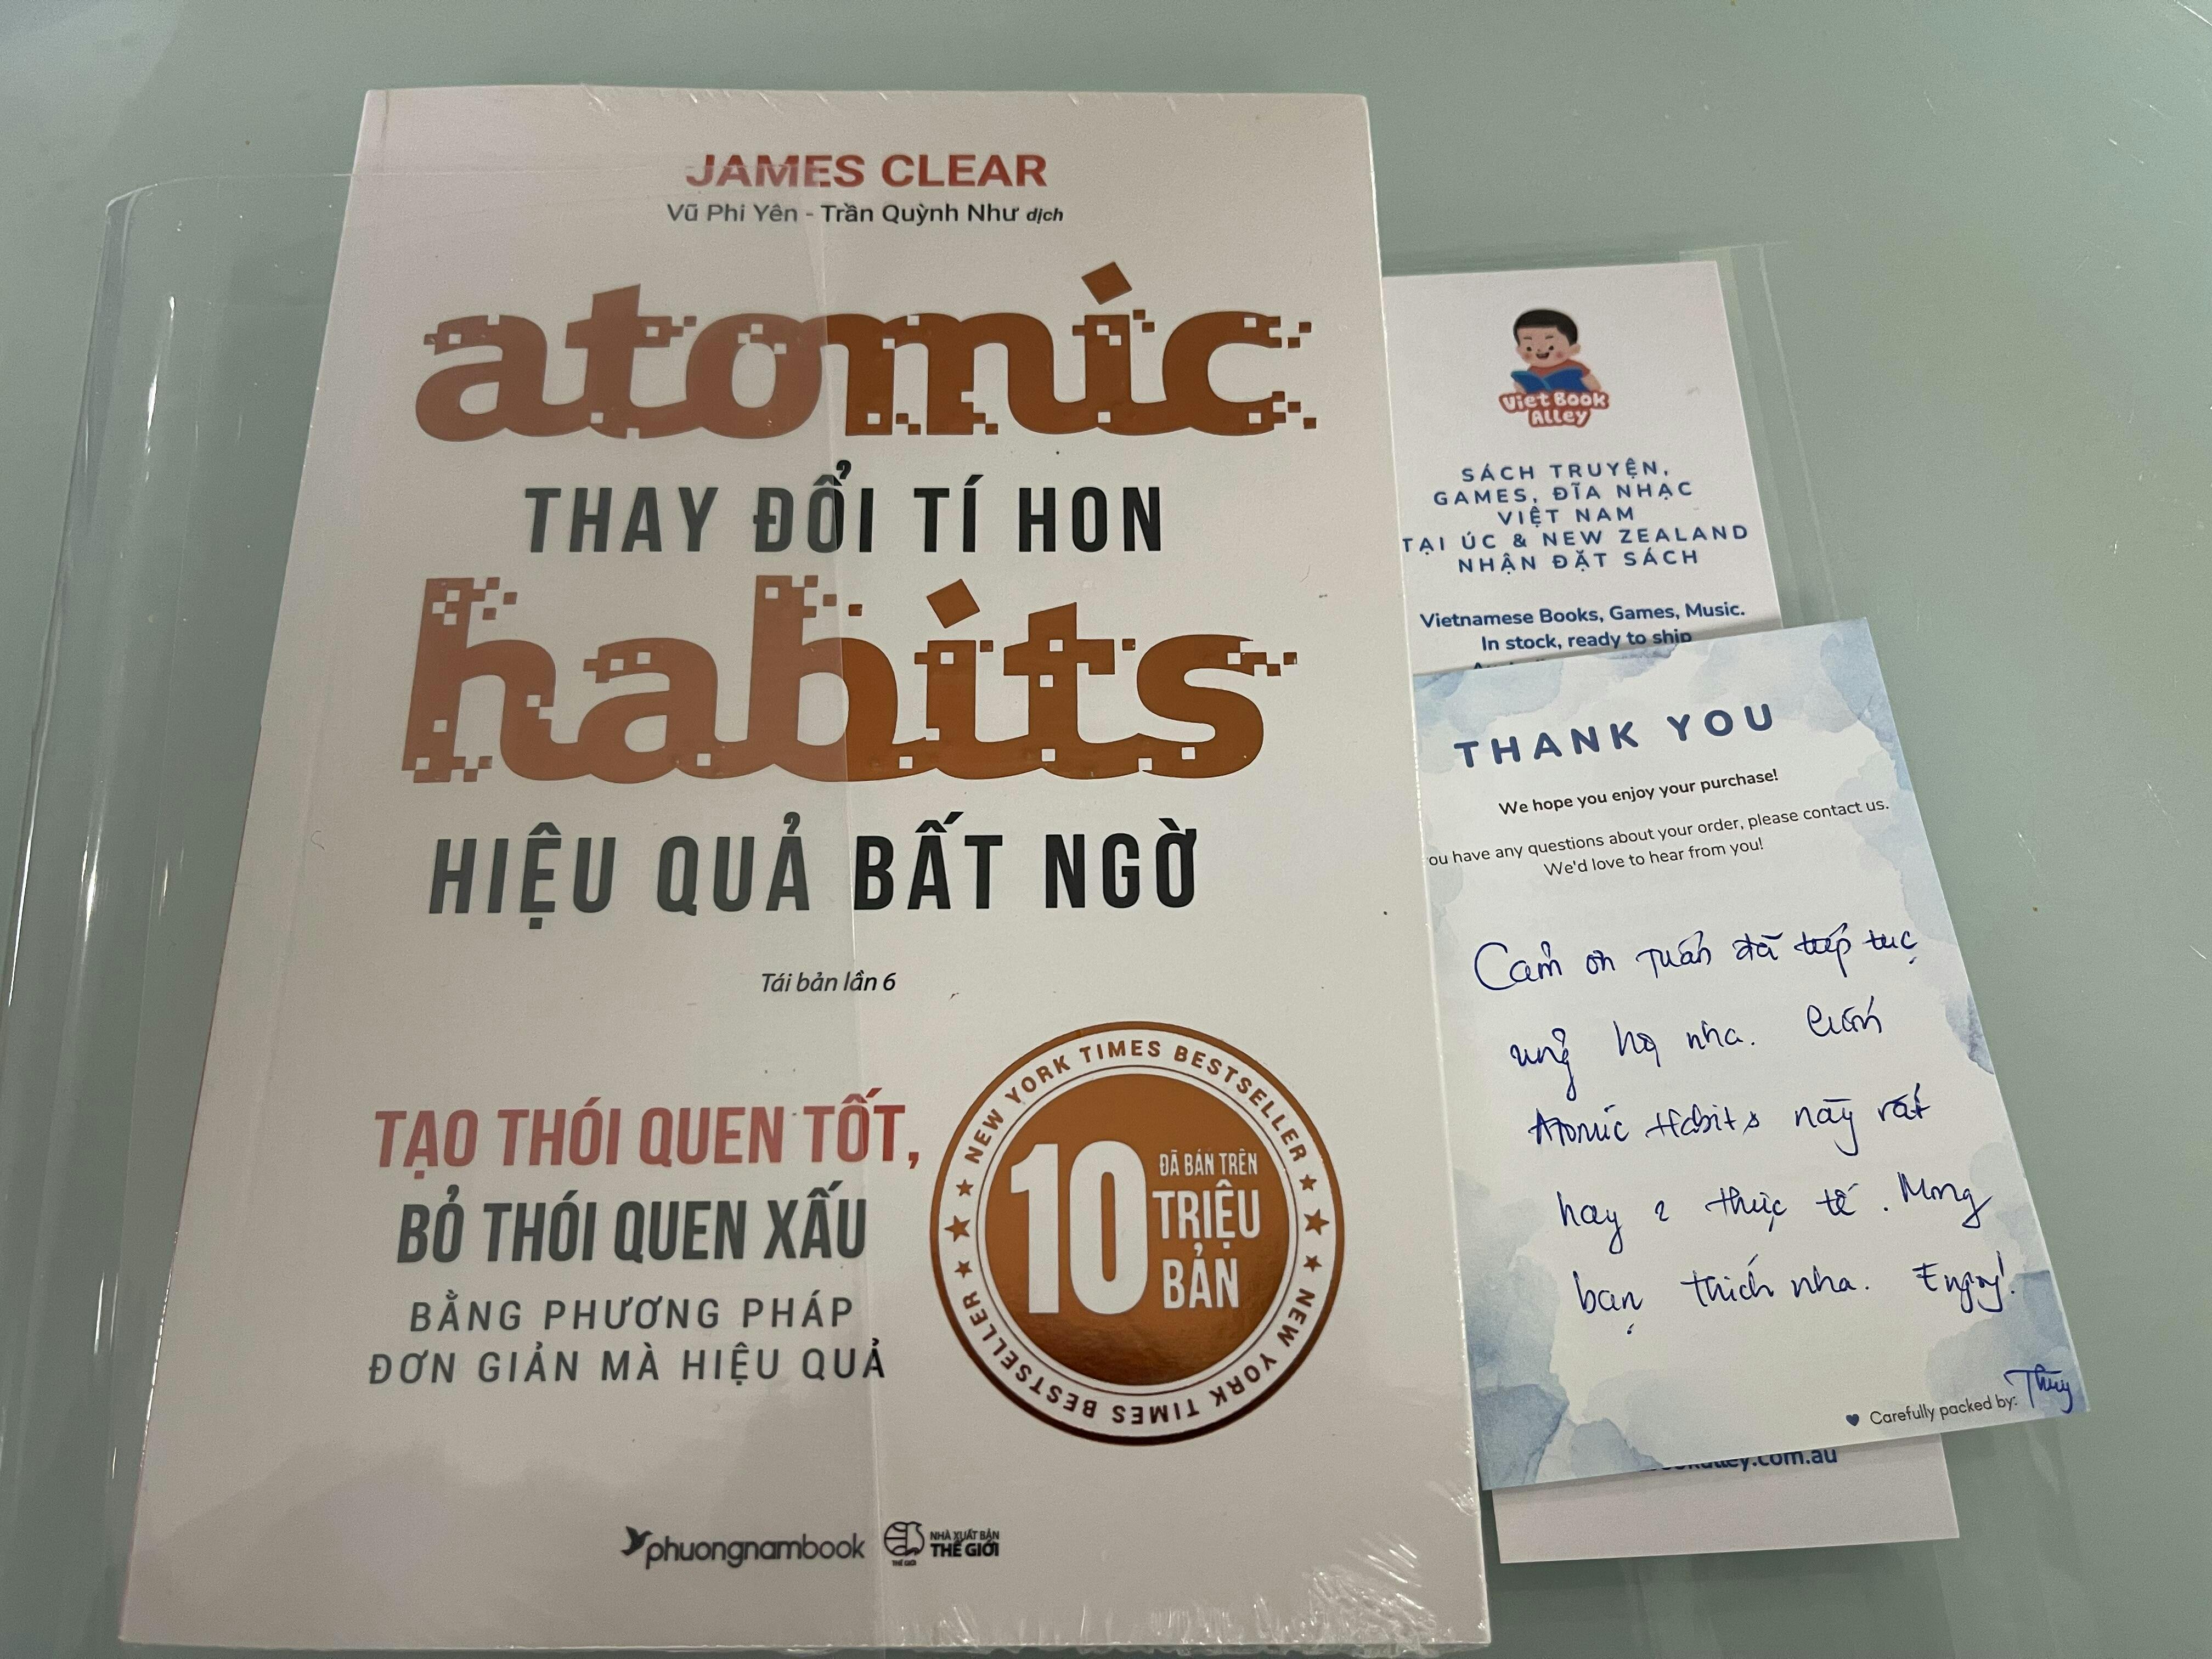 JAMES CLEAR
Vũ Phi Yên - Trần Quỳnh Như dịch
atomic
THAY ĐỔI TÍ HON
habits
HIỆU QUẢ BẤT NGỜ
Tái bản lần 6
TẠO THÓI QUEN TỐT,
BỎ THÓI QUEN XẤU
BẰNG PHƯƠNG PHÁP
ĐƠN GIẢN MÀ HIỆU QUẢ
NEW YORK TIMES BESTSELLER
ĐÃ BÁN TRÊN
10 TRIỆU
BẢN
NEW YORK TIMES BESTSELLER
phuongnambook
NHÀ XUẤT BẢN
THẾ GIỚI
THẾ GIỚI
Viet Book
Alley
SÁCH TRUYỆN,
GAMES, ĐĨA NHẠC
VIỆT NAM
TẠI ÚC & NEW ZEALAND
NHẬN ĐẶT SÁCH
Vietnamese Books, Games, Music.
In stock, ready to ship
THANK YOU
We hope you enjoy your purchase!
ou have any questions about your order, please contact us.
We'd love to hear from you!
Cảm ơn Tuấn đã tiếp tục
ủng hộ nha. Cuốn
Atomic Habits này rất
hay & thực tế. Mong
bạn thích nha. Enjoy!
Carefully packed by: Thuy
bookalley.com.au